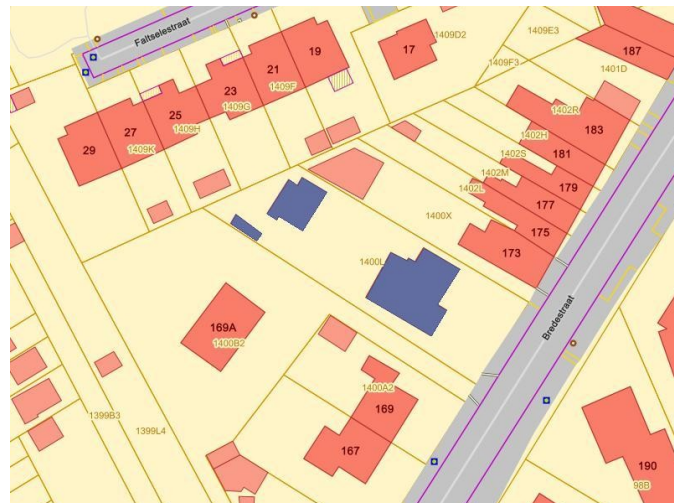 Faltselestraat
19
17
1409D2
1409E3
187
1409F3
1401D
21
1409F
23
1409G
25
1409H
27
1409K
29
1402R
183
1402H
181
1402S
179
1402M
1402L
177
1400X
175
173
1400L
Bredestraat
169A
1400B2
1400A2
169
167
1399B3
1399L4
190
98B